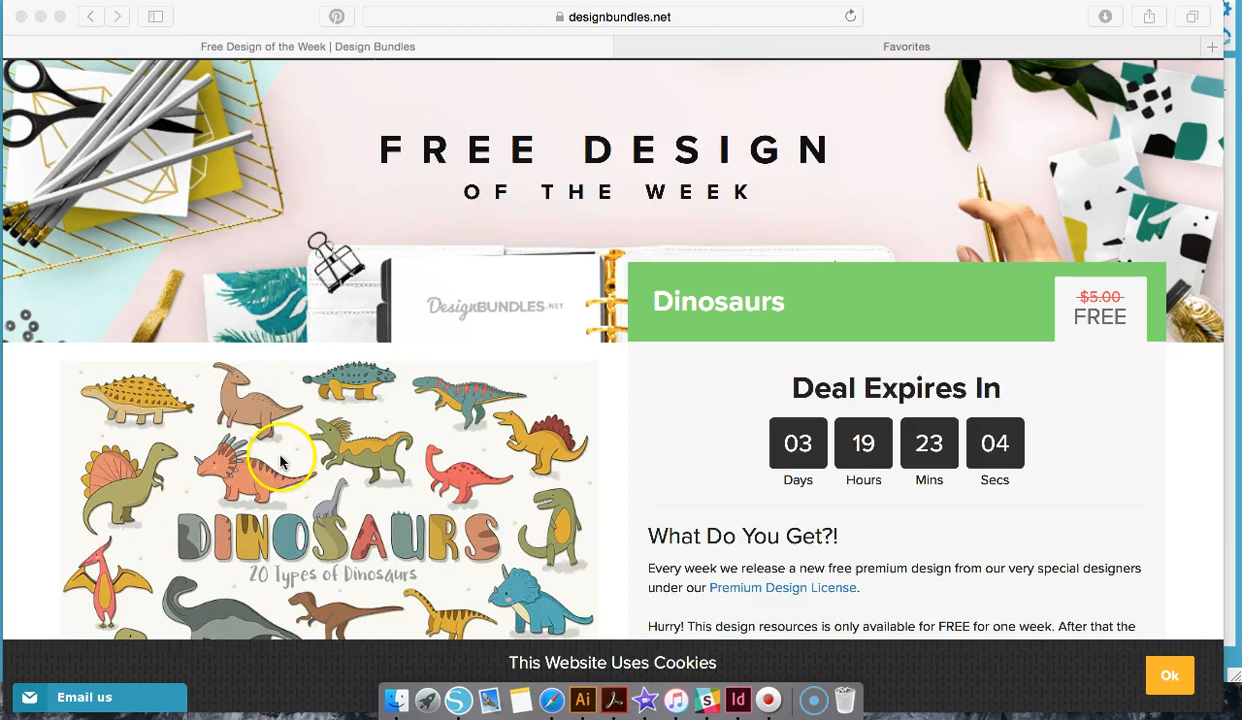 designbundles.net
Free Design of the Week | Design Bundles
Favorites
FREE DESIGN
OF THE WEEK
DesignBUNDLES.NET
Dinosaurs
$5.00
FREE
Deal Expires In
03 19 23 04
Days Hours Mins Secs
DINOSAURS
20 Types of Dinosaurs
What Do You Get?!
Every week we release a new free premium design from our very special designers
under our Premium Design License.
Hurry! This design resources is only available for FREE for one week. After that the
This Website Uses Cookies
Ok
Email us
Ai
Id